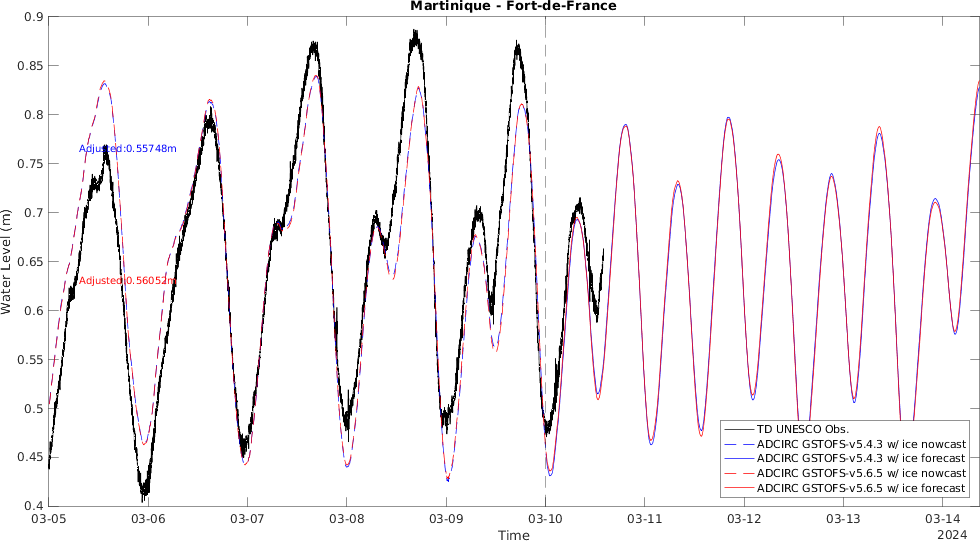 Martinique - Fort-de-France
0.9
0.85
0.8
0.75
0.7
0.65
0.6
0.55
0.5
0.45
0.4
Water Level (m)
Adjusted:0.55748m
Adjusted:0.56052m
TD UNESCO Obs.
ADCIRC GSTOFS-v5.4.3 w/ ice nowcast
ADCIRC GSTOFS-v5.4.3 w/ ice forecast
ADCIRC GSTOFS-v5.6.5 w/ ice nowcast
ADCIRC GSTOFS-v5.6.5 w/ ice forecast
03-05 03-06 03-07 03-08 03-09 03-10 03-11 03-12 03-13 03-14
Time
2024